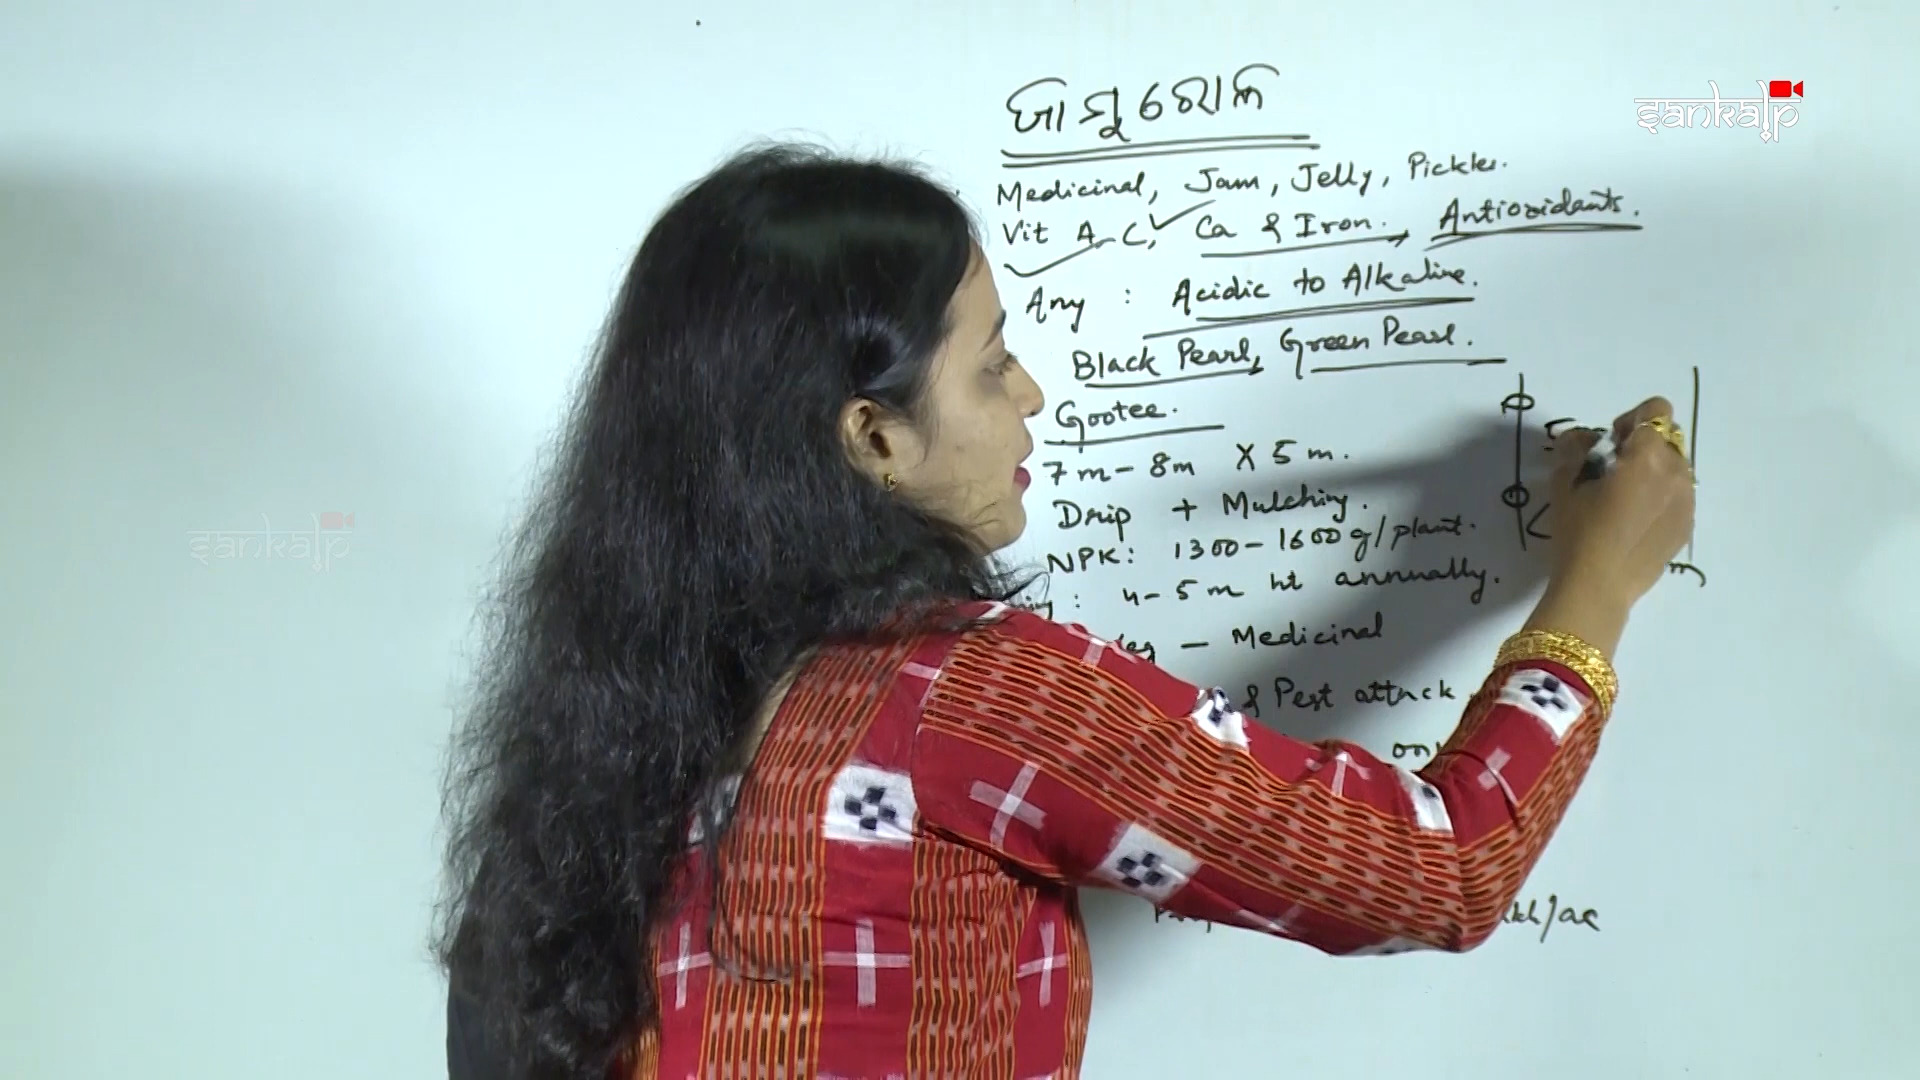 ଜାମୁରୋଳି
sankalp
Medicinal, Jam, Jelly, Pickles.
Vit A, C, Ca & Iron. Antioxidants.
Any : Acidic to Alkaline.
Black Pearl, Green Pearl.
Gootee.
7m - 8m X 5m.
Drip + Mulching.
NPK: 1300 - 1600 g/plant.
: 4 - 5m ht annually.
- Medicinal
& Pest attack
sankalp